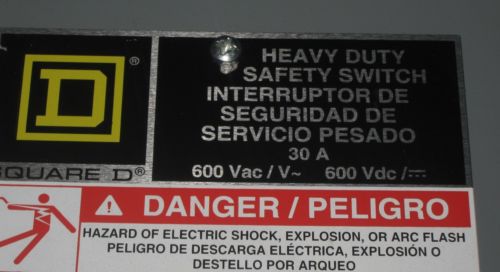 D®
SQUARE D®
HEAVY DUTY
SAFETY SWITCH
INTERRUPTOR DE
SEGURIDAD DE
SERVICIO PESADO
30 A
600 Vac / V~ 600 Vdc / ⎓
⚠ DANGER / PELIGRO
HAZARD OF ELECTRIC SHOCK, EXPLOSION, OR ARC FLASH
PELIGRO DE DESCARGA ELÉCTRICA, EXPLOSIÓN O
DESTELLO POR ARQUEO